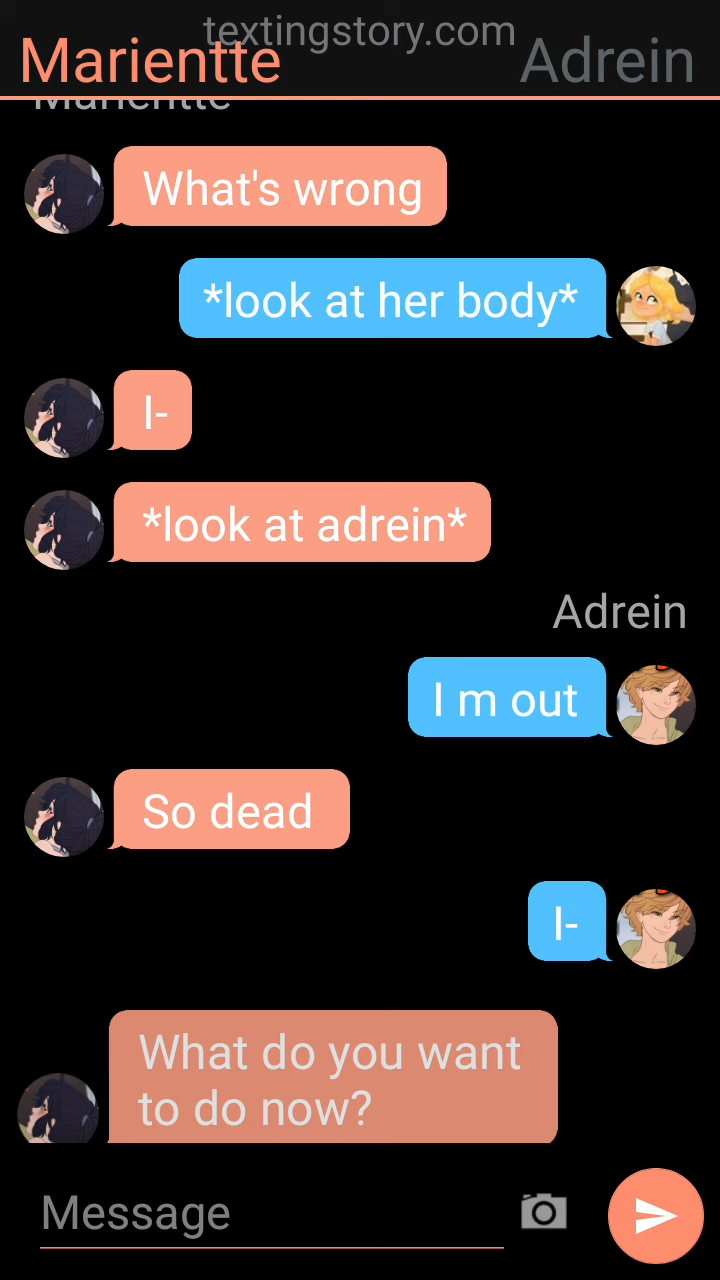 textingstory.com
Marientte
Adrein
Marientte
What's wrong
*look at her body*
I-
*look at adrein*
Adrein
I m out
So dead
I-
What do you want
to do now?
Message